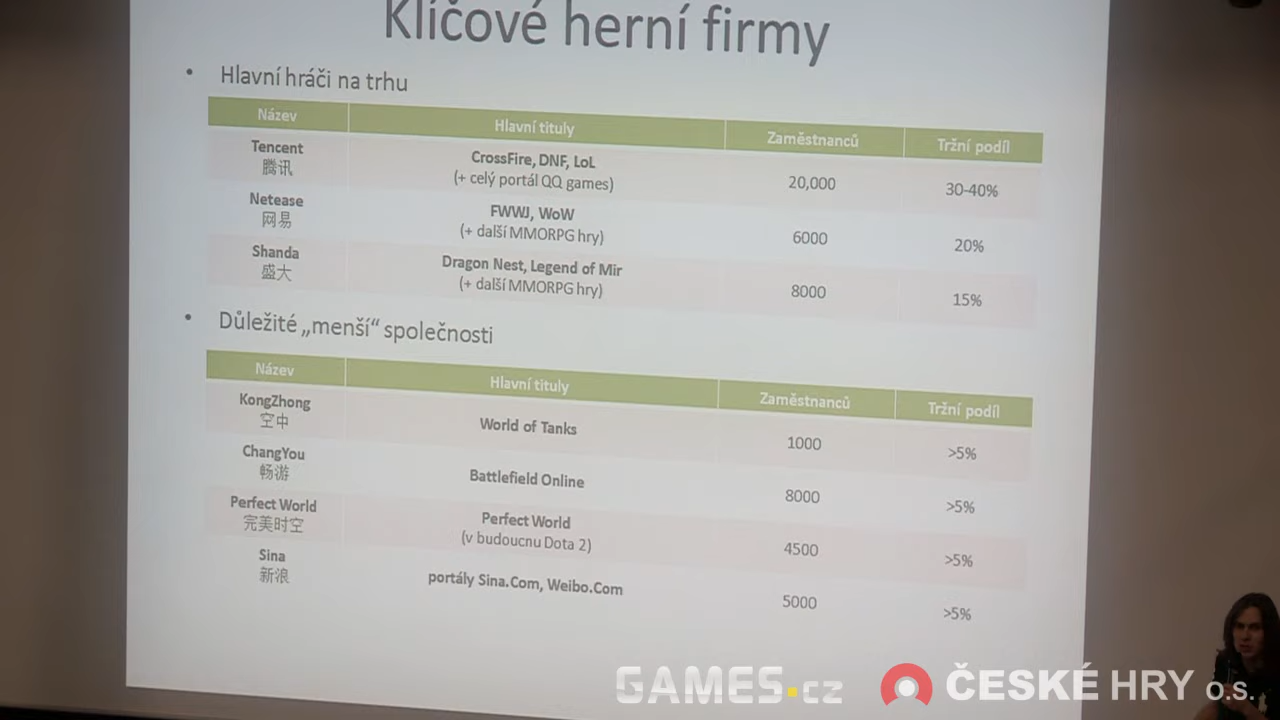 Klíčové herní firmy
• Hlavní hráči na trhu
Název Hlavní tituly Zaměstnanců Tržní podíl
Tencent
腾讯
CrossFire, DNF, LoL
(+ celý portál QQ games)
20,000
30-40%
Netease
网易
FWWJ, WoW
(+ další MMORPG hry)
6000
20%
Shanda
盛大
Dragon Nest, Legend of Mir
(+ další MMORPG hry)
8000
15%
• Důležité „menší“ společnosti
Název Hlavní tituly Zaměstnanců Tržní podíl
KongZhong
空中
World of Tanks
1000
>5%
ChangYou
畅游
Battlefield Online
8000
>5%
Perfect World
完美时空
Perfect World
(v budoucnu Dota 2)
4500
>5%
Sina
新浪
portály Sina.Com, Weibo.Com
5000
>5%
GAMES.cz
ČESKÉ HRY o.s.